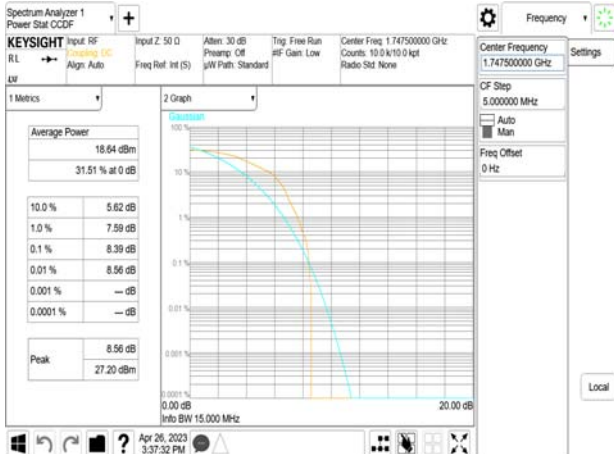 Spectrum Analyzer 1
Power Stat CCDF
Frequency
KEYSIGHT Input: RF
Coupling: DC
Align: Auto
RL
LW
Input Z: 50 Ω
Freq Ref: Int (S)
Atten: 30 dB
Preamp: Off
µW Path: Standard
Trig: Free Run
#IF Gain: Low
Center Freq: 1.747500000 GHz
Counts: 10.0 k/10.0 kpt
Radio Std: None
Center Frequency
1.747500000 GHz
Settings
CF Step
5.000000 MHz
Auto
Man
Freq Offset
0 Hz
1 Metrics
2 Graph
Average Power
18.64 dBm
31.51 % at 0 dB
10.0 % 5.62 dB
1.0 % 7.59 dB
0.1 % 8.39 dB
0.01 % 8.56 dB
0.001 % --- dB
0.0001 % --- dB
Peak
8.56 dB
27.20 dBm
Gaussian
100 %
10 %
1 %
0.1 %
0.01 %
0.001 %
0.0001 %
0.00 dB 20.00 dB
Info BW 15.000 MHz
Local
? Apr 26, 2023
3:37:32 PM